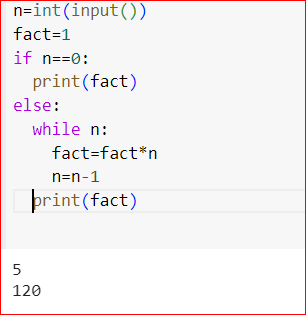 n=int(input())
fact=1
if n==0:
  print(fact)
else:
  while n:
    fact=fact*n
    n=n-1
  print(fact)
5
120